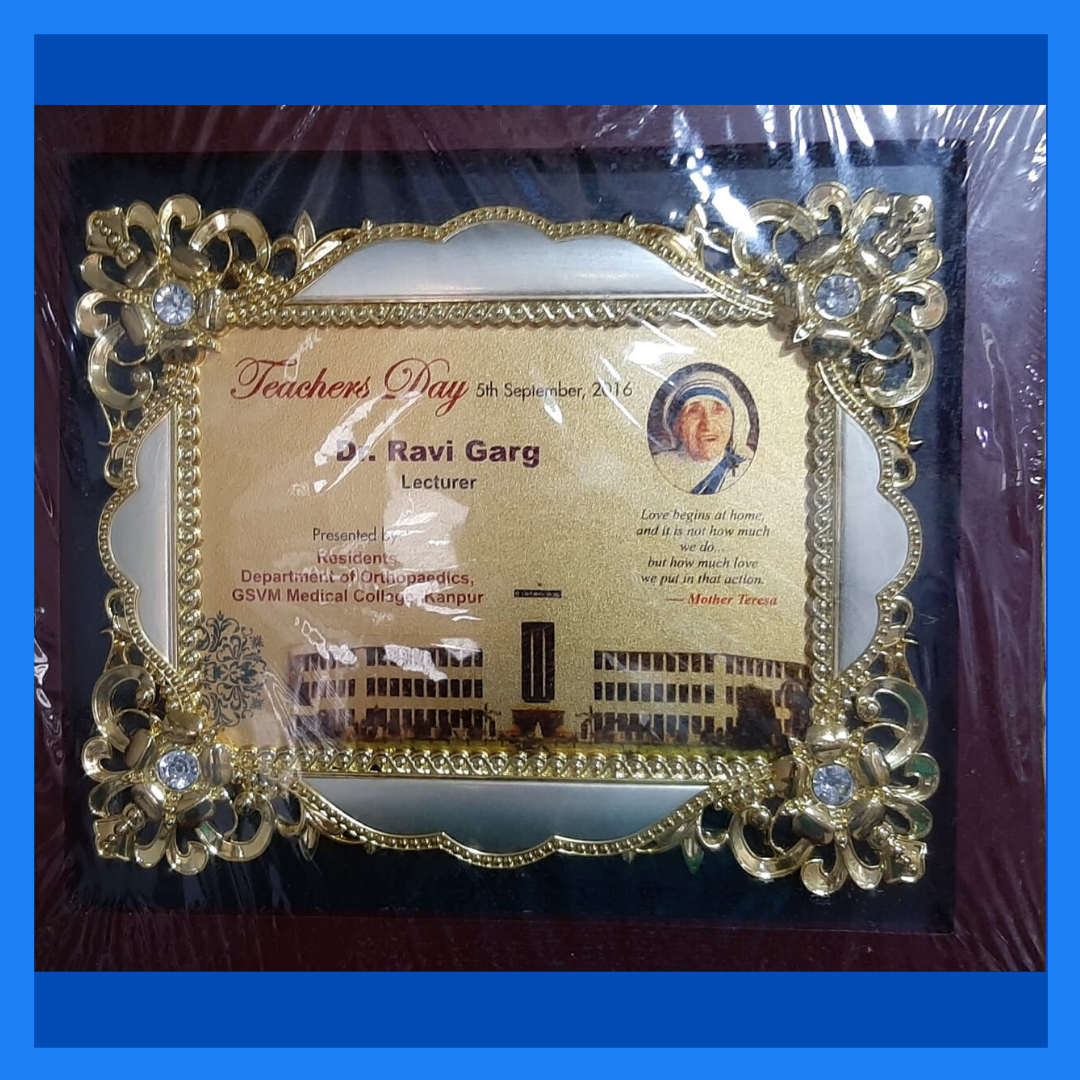 Teachers Day 5th September, 2016
Dr. Ravi Garg
Lecturer
Presented by
Residents
Department of Orthopaedics,
GSVM Medical College, Kanpur
Love begins at home,
and it is not how much
we do...
but how much love
we put in that action.
— Mother Teresa